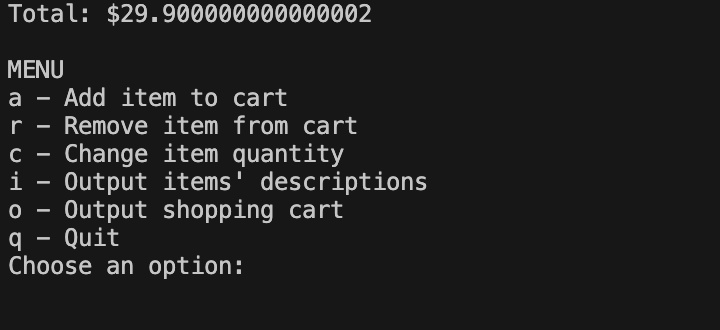 Total: $29.900000000000002
MENU
a - Add item to cart
r - Remove item from cart
c - Change item quantity
i - Output items' descriptions
o - Output shopping cart
q - Quit
Choose an option: